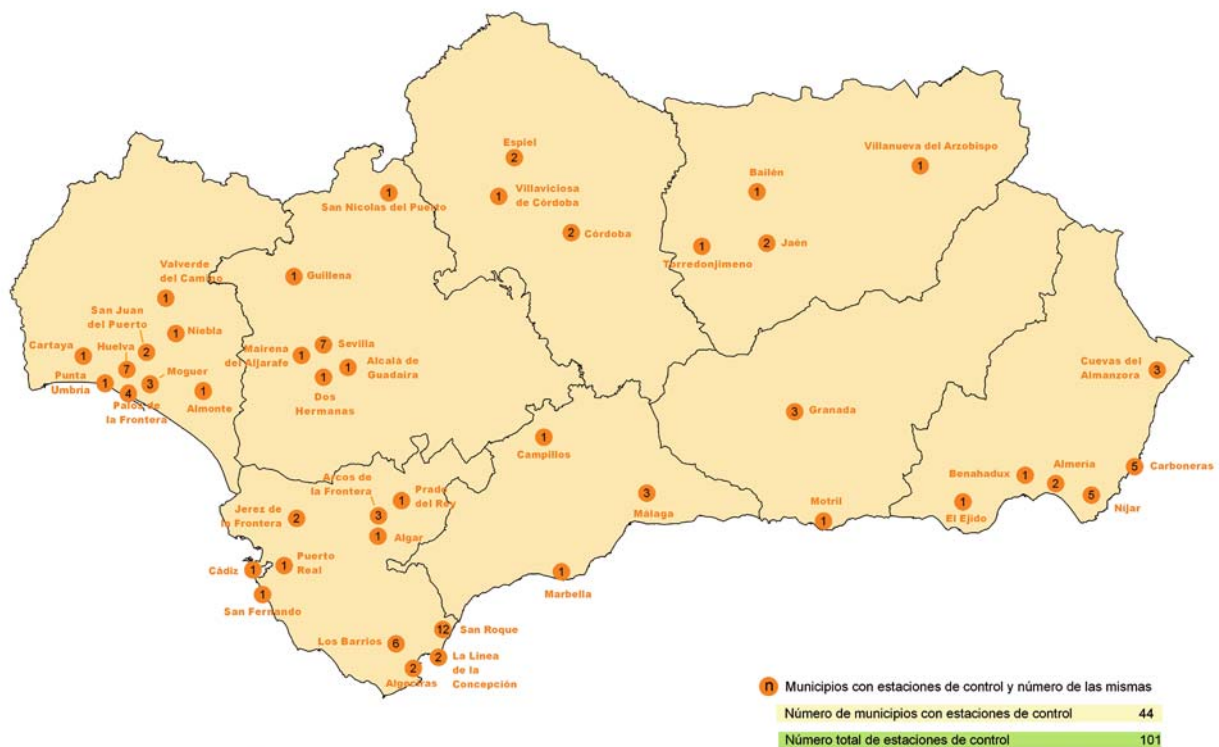 Espiel
2
Villaviciosa
de Córdoba
1
2
Córdoba
Villanueva del Arzobispo
1
Bailén
1
2
Jaén
1
Torredonjimeno
1
San Nicolas del Puerto
1
Guillena
7
Sevilla
Mairena
del Aljarafe
1
1
Alcalá de
Guadaira
1
Dos
Hermanas
Valverde
del Camino
1
San Juan
del Puerto
2
1
Niebla
Cartaya
1
Huelva
7
Punta
Umbría
1
3
Moguer
4
Palos de
la Frontera
1
Almonte
Cuevas del
Almanzora
3
3
Granada
1
Campillos
Benahadux
1
Almería
2
5
Carboneras
5
Níjar
1
El Ejido
Motril
1
3
Málaga
1
Marbella
Arcos de
la Frontera
3
1
Prado
del Rey
Jerez de
la Frontera
2
1
Algar
Cádiz
1
1
Puerto
Real
1
San Fernando
Los Barrios
6
12
San Roque
2
La Linea
de la
Concepción
2
Algeciras
n Municipios con estaciones de control y número de las mismas
Número de municipios con estaciones de control 44
Número total de estaciones de control 101